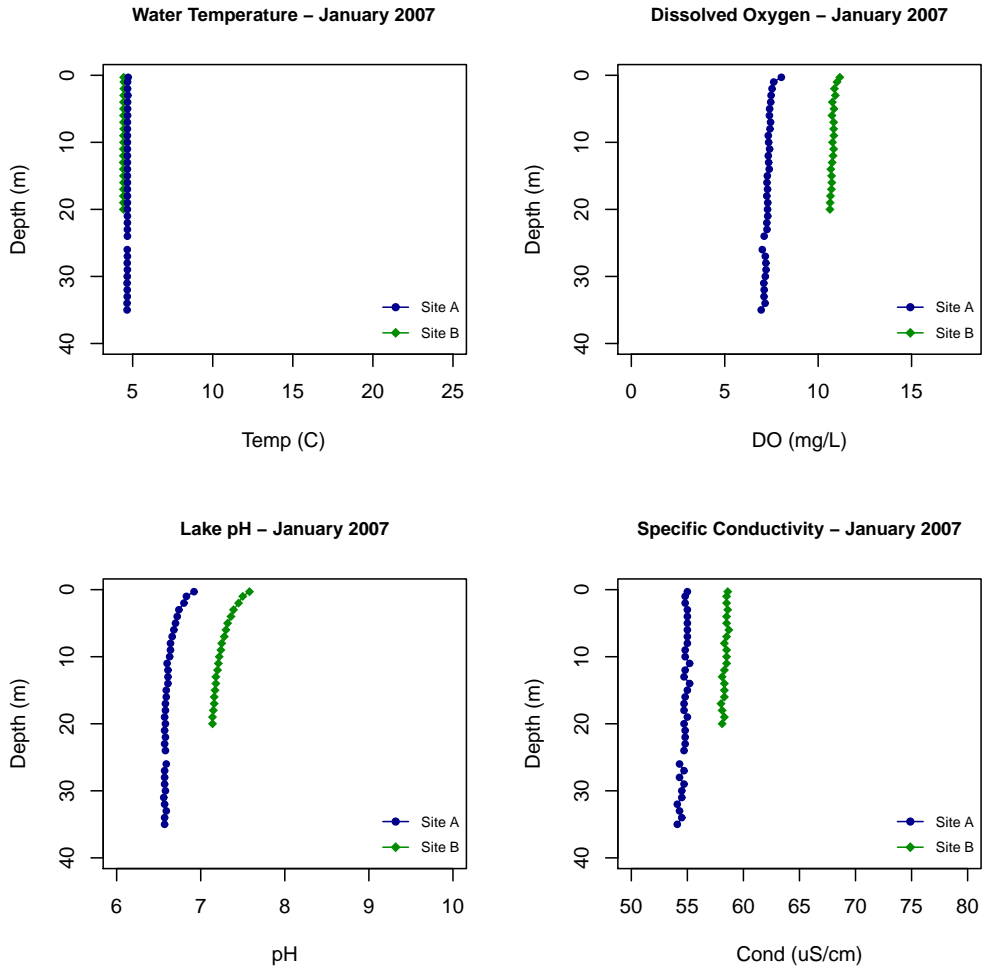 Water Temperature – January 2007
0
10
20
30
40
Depth (m)
Site A
Site B
5 10 15 20 25
Temp (C)
Dissolved Oxygen – January 2007
0
10
20
30
40
Depth (m)
Site A
Site B
0 5 10 15
DO (mg/L)
Lake pH – January 2007
0
10
20
30
40
Depth (m)
Site A
Site B
6 7 8 9 10
pH
Specific Conductivity – January 2007
0
10
20
30
40
Depth (m)
Site A
Site B
50 55 60 65 70 75 80
Cond (uS/cm)